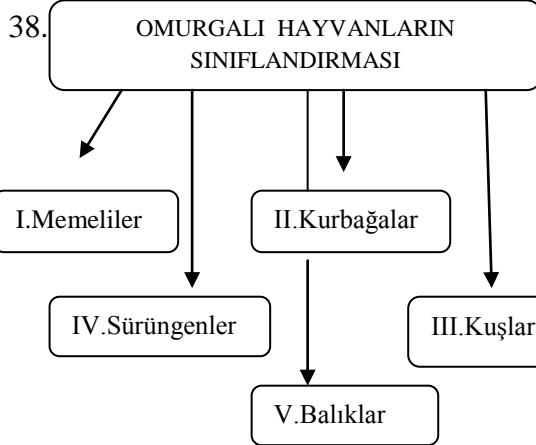 38.
OMURGALI HAYVANLARIN
SINIFLANDIRMASI
I.Memeliler
II.Kurbağalar
IV.Sürüngenler
III.Kuşlar
V.Balıklar